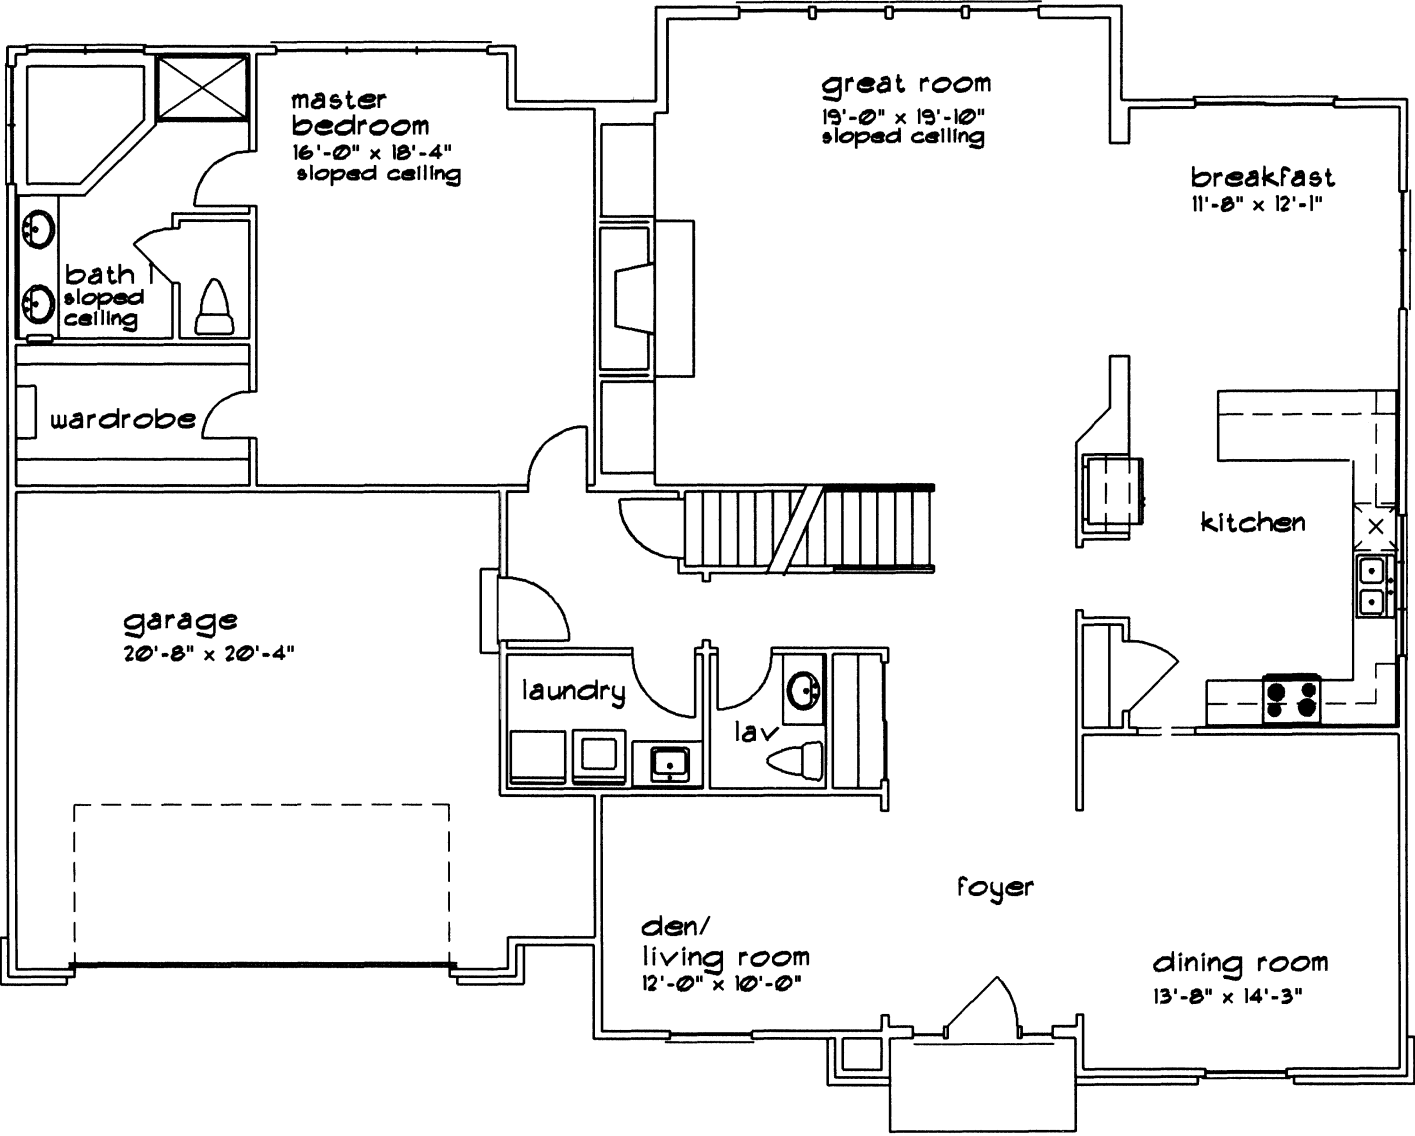 great room
19'-0" x 19'-10"
sloped ceiling
master
bedroom
16'-0" x 18'-4"
sloped ceiling
breakfast
11'-8" x 12'-1"
bath 1
sloped
ceiling
wardrobe
kitchen
garage
20'-8" x 20'-4"
laundry
lav
foyer
den/
living room
12'-0" x 10'-0"
dining room
13'-8" x 14'-3"